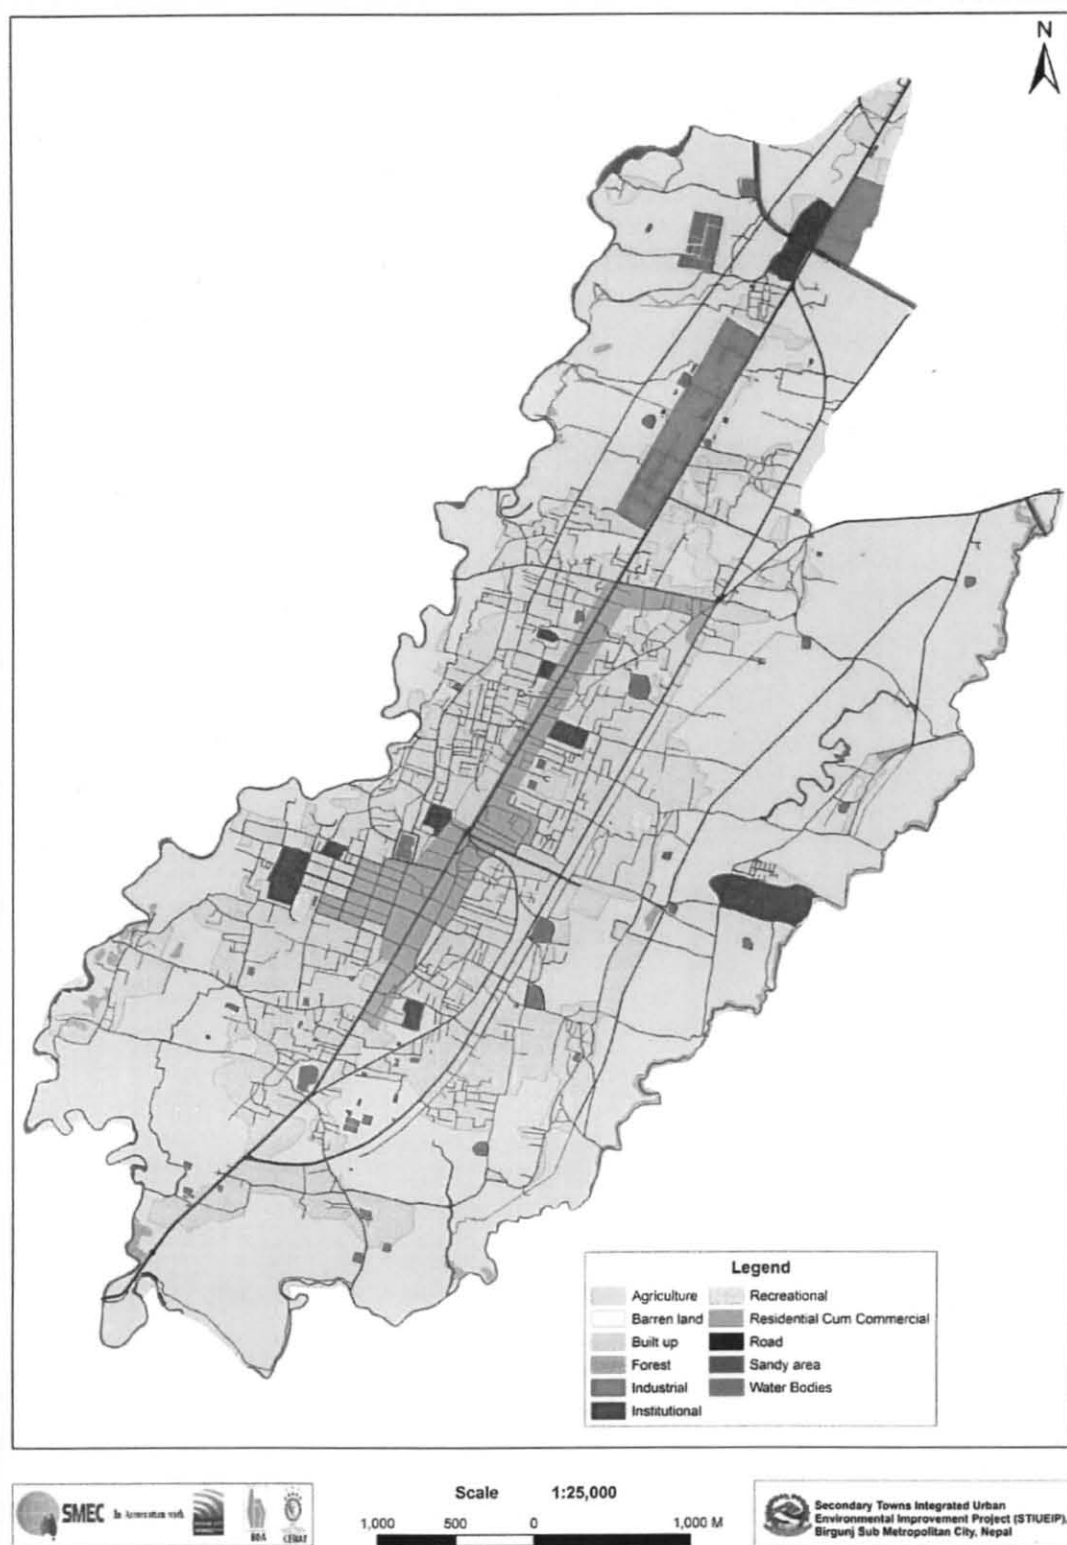 N
Legend
Agriculture
Recreational
Barren land
Residential Cum Commercial
Built up
Road
Forest
Sandy area
Industrial
Water Bodies
Institutional
SMEC
BDA
CEMAT
Scale 1:25,000
1,000 500 0 1,000 M
Secondary Towns Integrated Urban
Environmental Improvement Project (STIUEIP),
Birgunj Sub Metropolitan City, Nepal